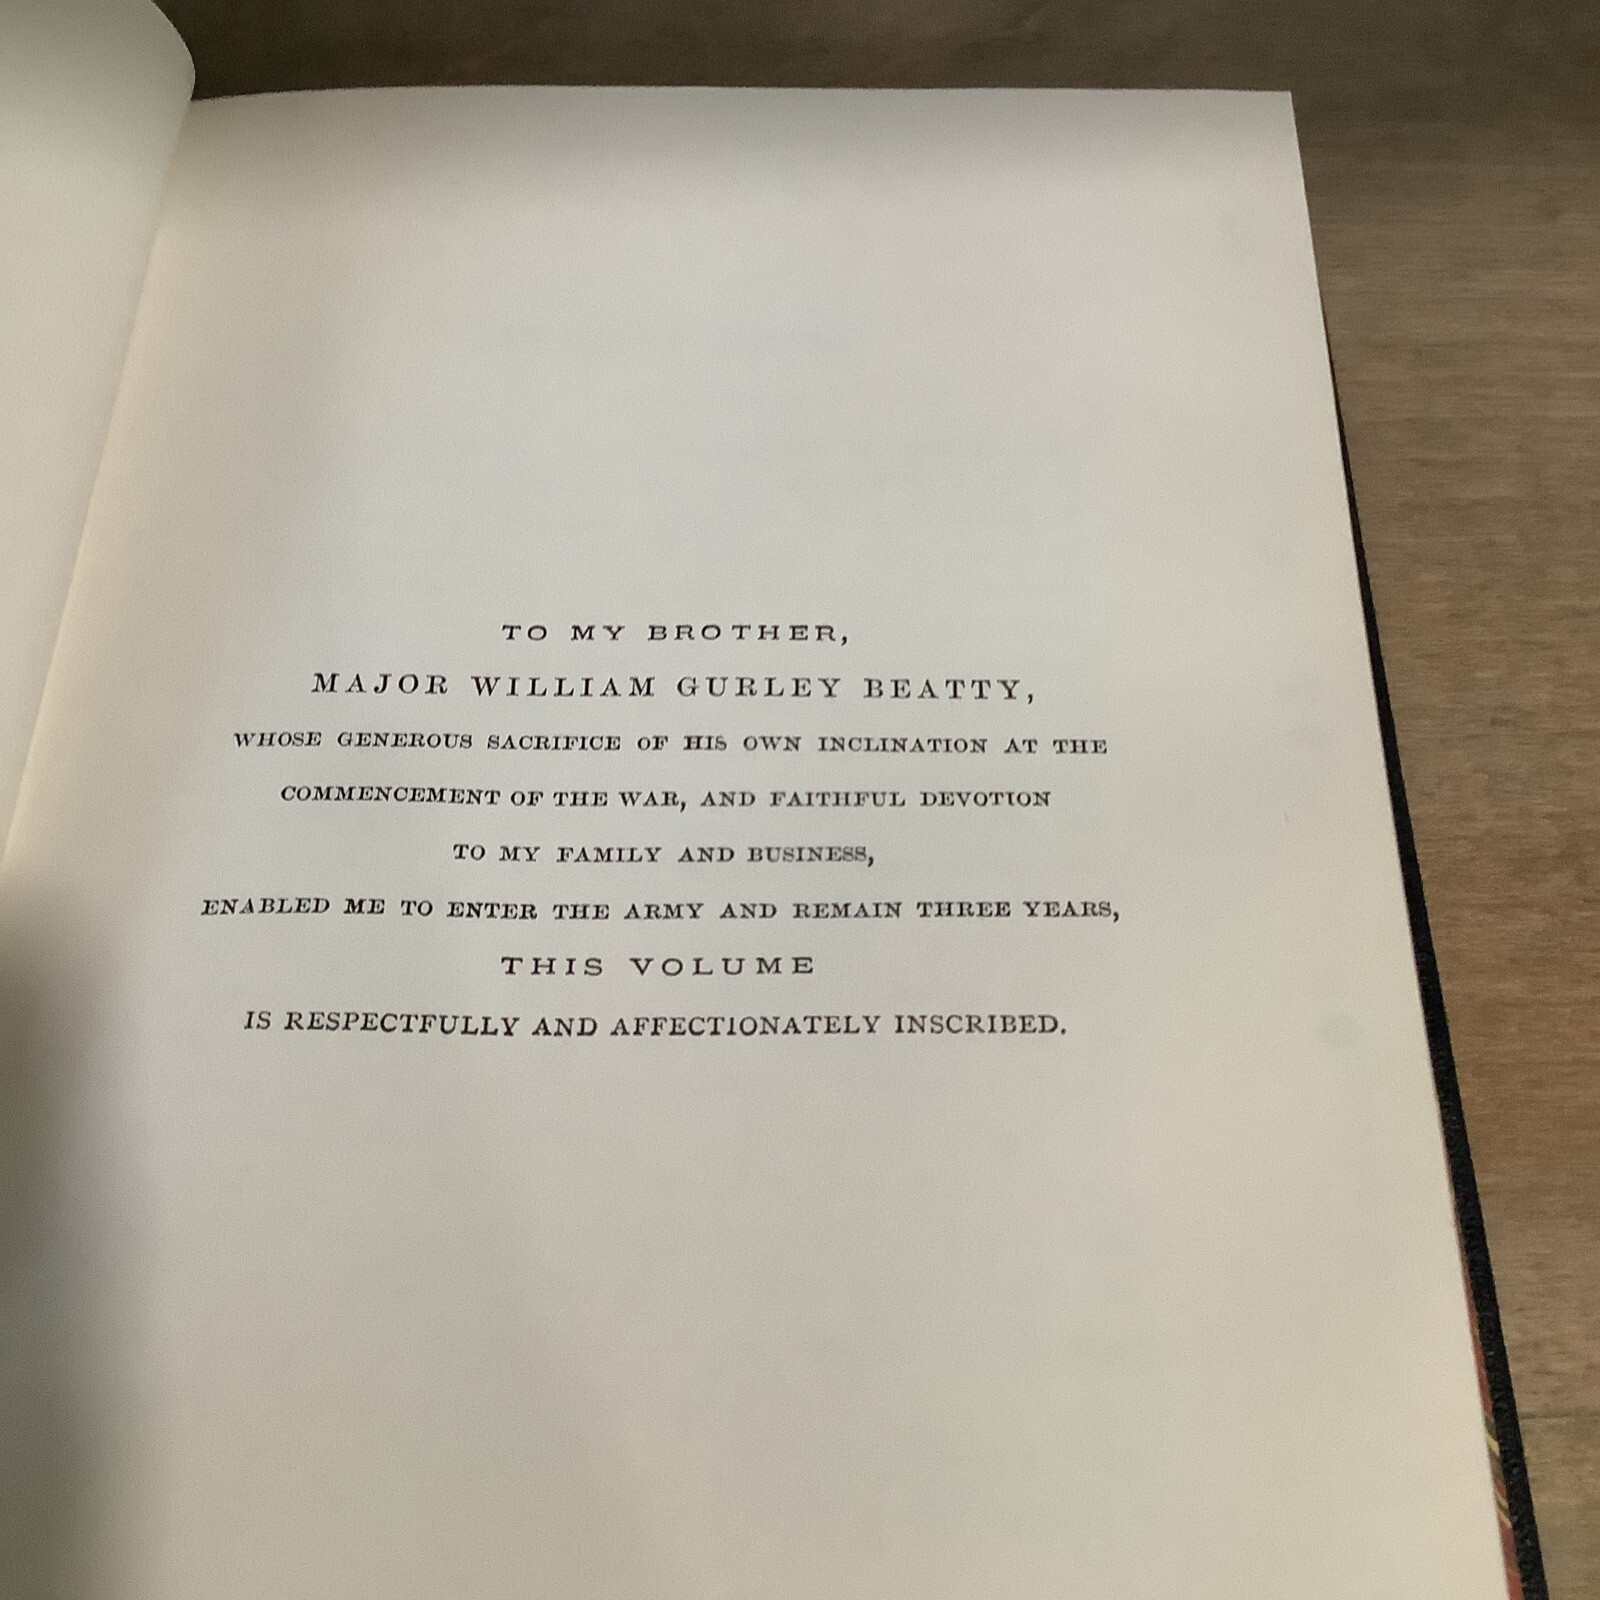 TO MY BROTHER,
MAJOR WILLIAM GURLEY BEATTY,
WHOSE GENEROUS SACRIFICE OF HIS OWN INCLINATION AT THE
COMMENCEMENT OF THE WAR, AND FAITHFUL DEVOTION
TO MY FAMILY AND BUSINESS,
ENABLED ME TO ENTER THE ARMY AND REMAIN THREE YEARS,
THIS VOLUME
IS RESPECTFULLY AND AFFECTIONATELY INSCRIBED.